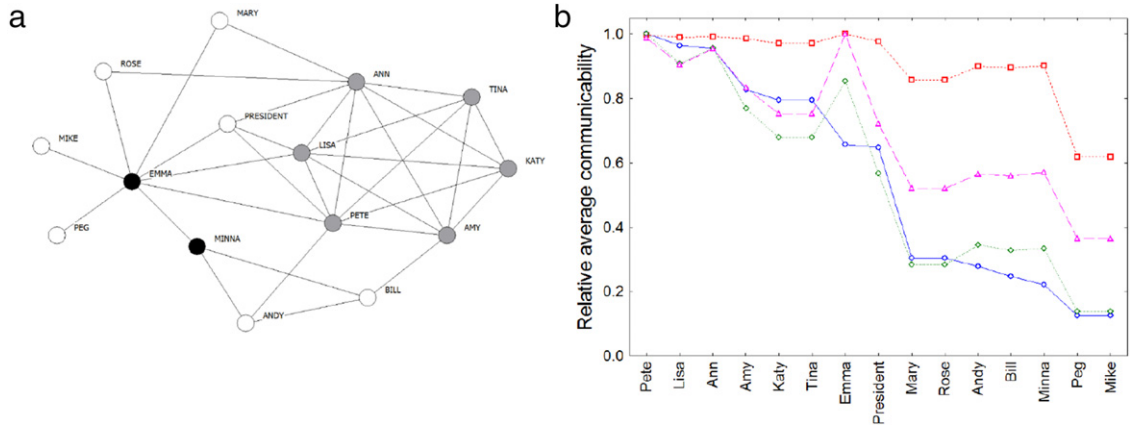 a
MARY
ROSE
ANN
TINA
PRESIDENT
MIKE
LISA
KATY
EMMA
PETE
PEG
AMY
MINNA
BILL
ANDY
b
Relative average communicability
1.0
0.8
0.6
0.4
0.2
0.0
Pete
Lisa
Ann
Amy
Katy
Tina
Emma
President
Mary
Rose
Andy
Bill
Minna
Peg
Mike